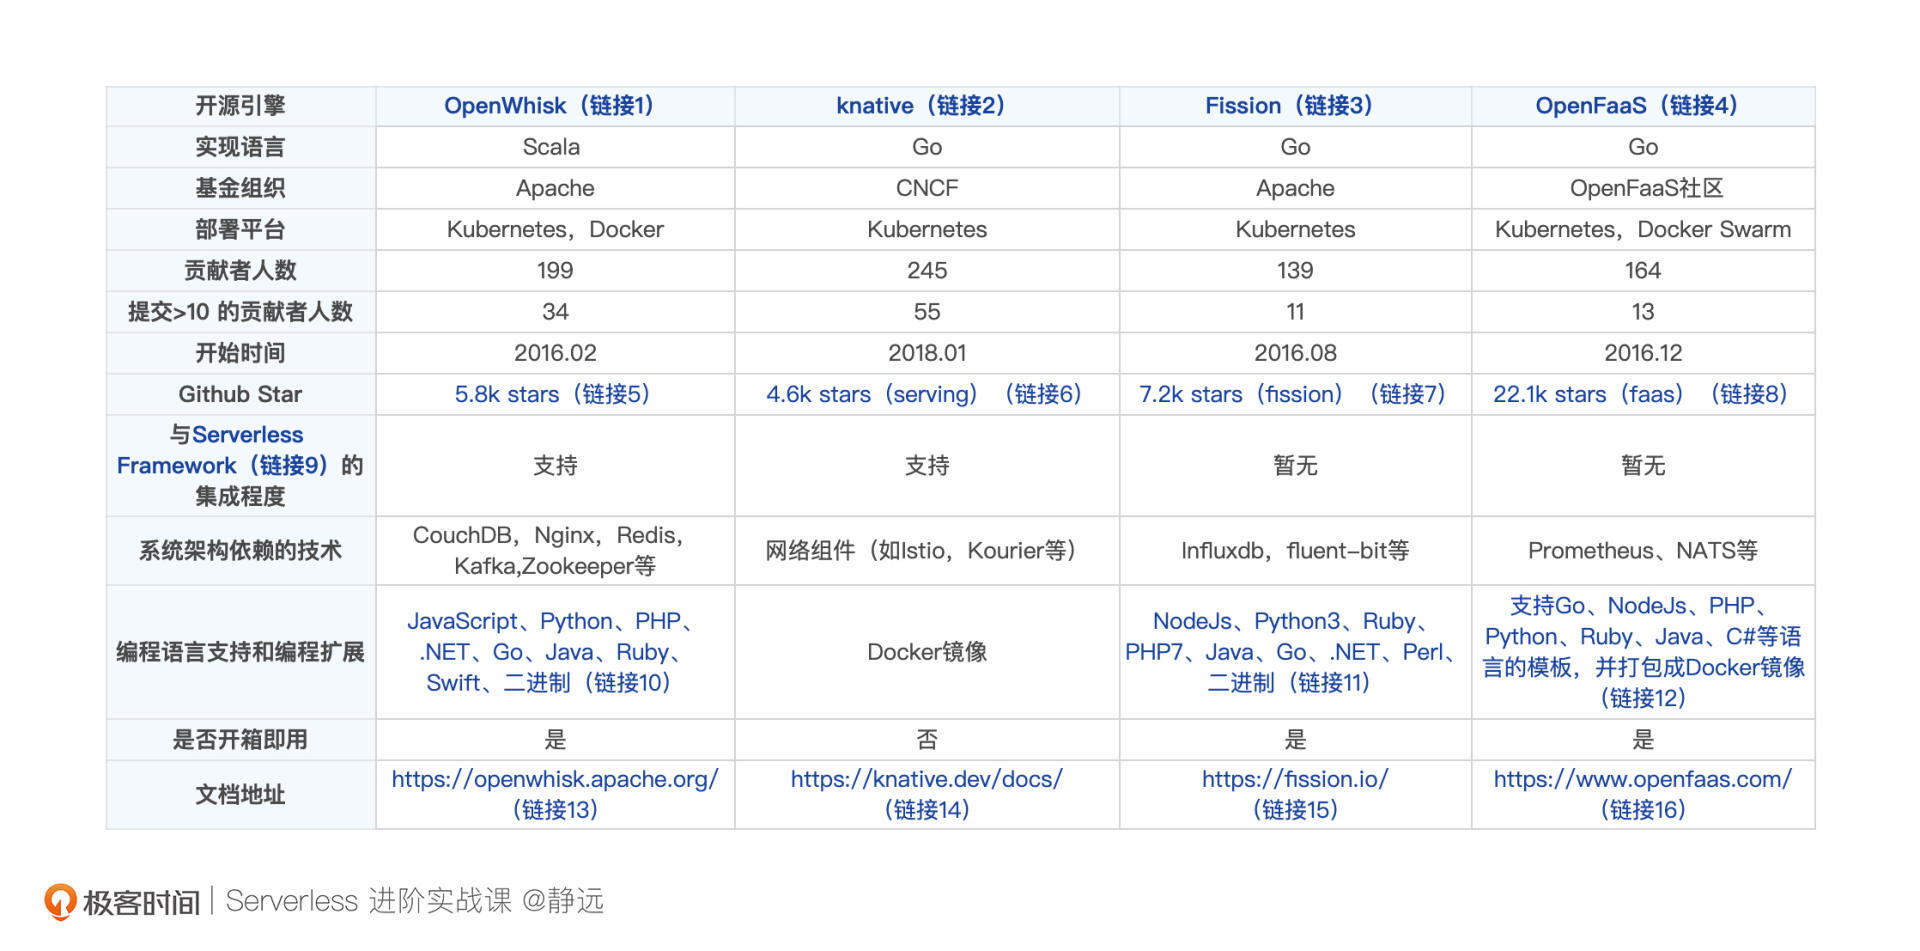 开源引擎 OpenWhisk（链接1） knative（链接2） Fission（链接3） OpenFaaS（链接4）
实现语言 Scala Go Go Go
基金组织 Apache CNCF Apache OpenFaaS社区
部署平台 Kubernetes，Docker Kubernetes Kubernetes Kubernetes，Docker Swarm
贡献者人数 199 245 139 164
提交>10 的贡献者人数 34 55 11 13
开始时间 2016.02 2018.01 2016.08 2016.12
Github Star 5.8k stars（链接5） 4.6k stars（serving）（链接6） 7.2k stars（fission）（链接7） 22.1k stars（faas）（链接8）
与Serverless
Framework（链接9）的
集成程度
支持 支持 暂无 暂无
系统架构依赖的技术
CouchDB，Nginx，Redis，
Kafka,Zookeeper等
网络组件（如Istio，Kourier等）
Influxdb，fluent-bit等
Prometheus、NATS等
编程语言支持和编程扩展
JavaScript、Python、PHP、
.NET、Go、Java、Ruby、
Swift、二进制（链接10）
Docker镜像
NodeJs、Python3、Ruby、
PHP7、Java、Go、.NET、Perl、
二进制（链接11）
支持Go、NodeJs、PHP、
Python、Ruby、Java、C#等语
言的模板，并打包成Docker镜像
（链接12）
是否开箱即用 是 否 是 是
文档地址
https://openwhisk.apache.org/
（链接13）
https://knative.dev/docs/
（链接14）
https://fission.io/
（链接15）
https://www.openfaas.com/
（链接16）
极客时间 | Serverless 进阶实战课 @静远